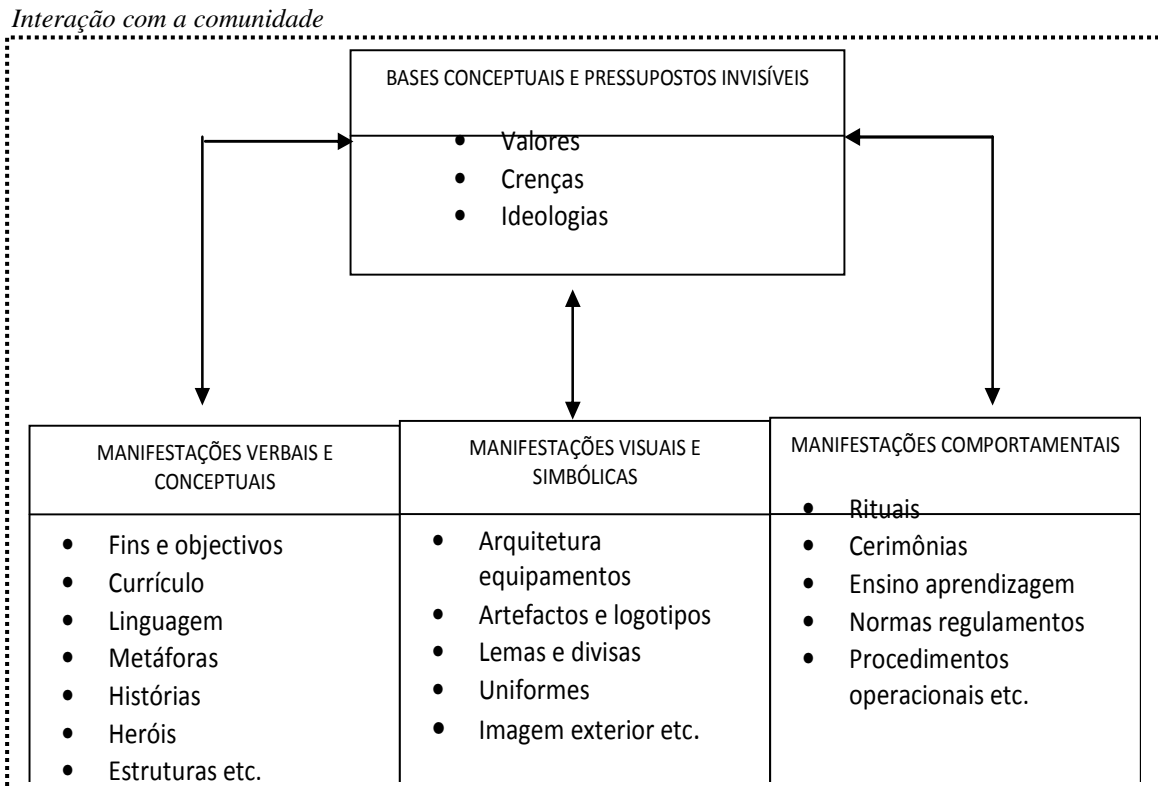 Interação com a comunidade
BASES CONCEPTUAIS E PRESSUPOSTOS INVISÍVEIS
• Valores
• Crenças
• Ideologias
MANIFESTAÇÕES VERBAIS E
CONCEPTUAIS
• Fins e objectivos
• Currículo
• Linguagem
• Metáforas
• Histórias
• Heróis
• Estruturas etc.
MANIFESTAÇÕES VISUAIS E
SIMBÓLICAS
• Arquitetura
equipamentos
• Artefactos e logotipos
• Lemas e divisas
• Uniformes
• Imagem exterior etc.
MANIFESTAÇÕES COMPORTAMENTAIS
• Rituais
• Cerimônias
• Ensino aprendizagem
• Normas regulamentos
• Procedimentos
operacionais etc.